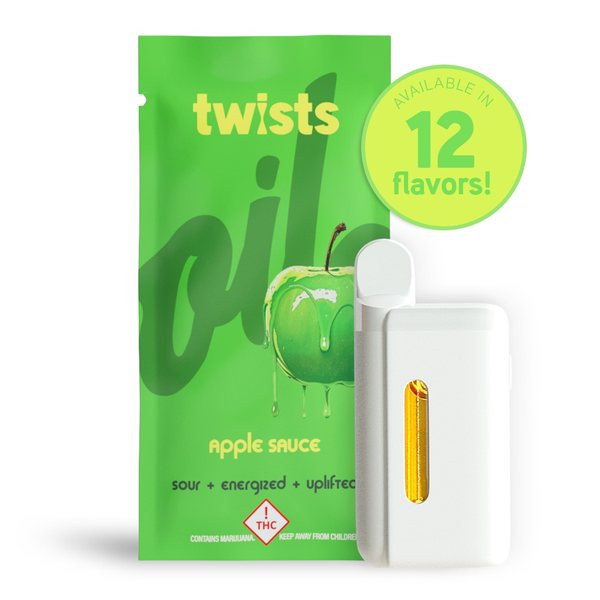 twists
oil
AVAILABLE IN
12
flavors!
apple sauce
sour + energized + uplifted
!
THC
CONTAINS MARIJUANA. KEEP AWAY FROM CHILDREN